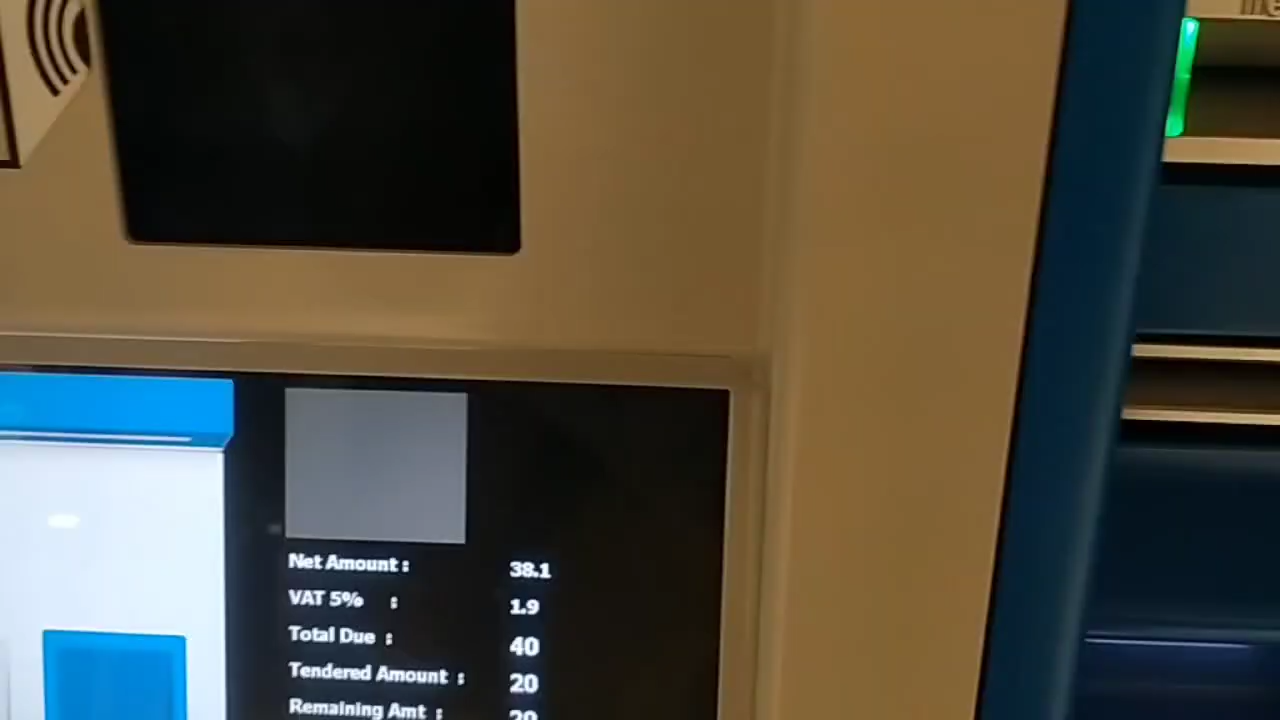 Net Amount : 38.1
VAT 5% : 1.9
Total Due : 40
Tendered Amount : 20
Remaining Amt : 20